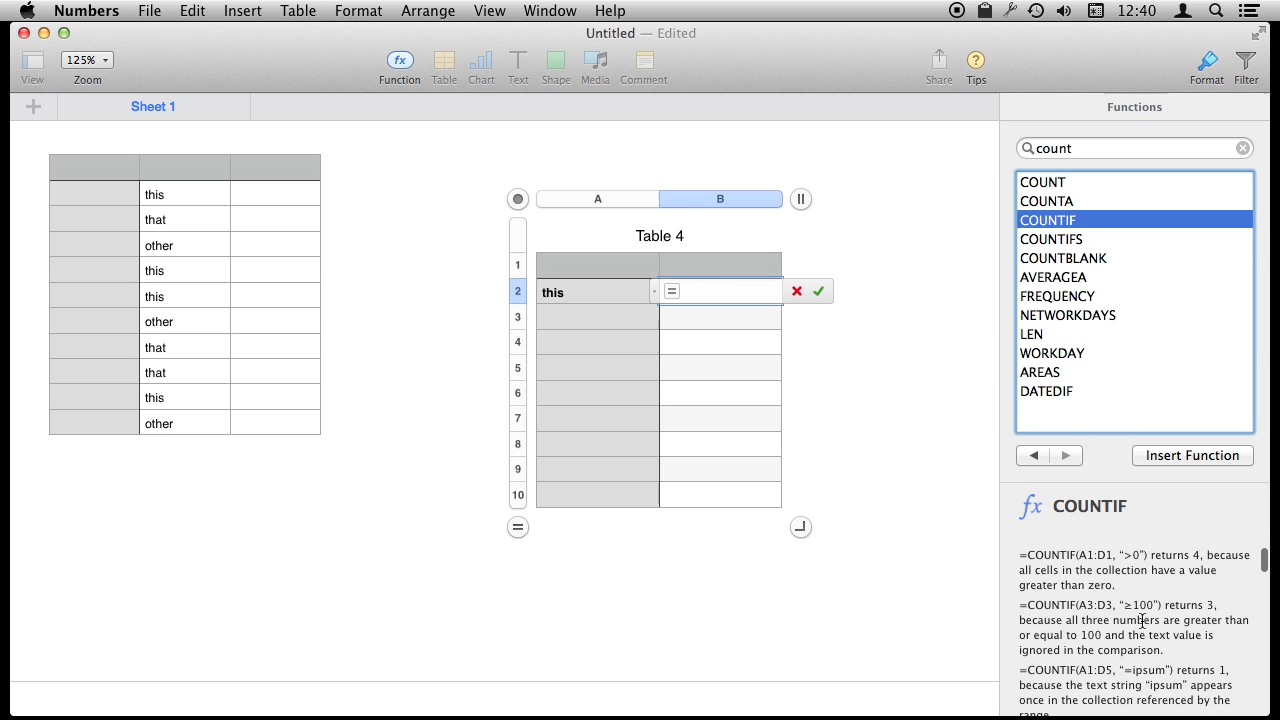 Numbers File Edit Insert Table Format Arrange View Window Help 12:40
Untitled — Edited
125%
View Zoom Function Table Chart Text Shape Media Comment Share Tips Format Filter
Sheet 1
Functions
count
COUNT
COUNTA
COUNTIF
COUNTIFS
COUNTBLANK
AVERAGEA
FREQUENCY
NETWORKDAYS
LEN
WORKDAY
AREAS
DATEDIF
Insert Function
fx COUNTIF
=COUNTIF(A1:D1, “>0”) returns 4, because
all cells in the collection have a value
greater than zero.
=COUNTIF(A3:D3, “≥100”) returns 3,
because all three numbers are greater than
or equal to 100 and the text value is
ignored in the comparison.
=COUNTIF(A1:D5, “=ipsum”) returns 1,
because the text string “ipsum” appears
once in the collection referenced by the
range
this
that
other
this
this
other
that
that
this
other
A B
Table 4
1
2 this =
3
4
5
6
7
8
9
10